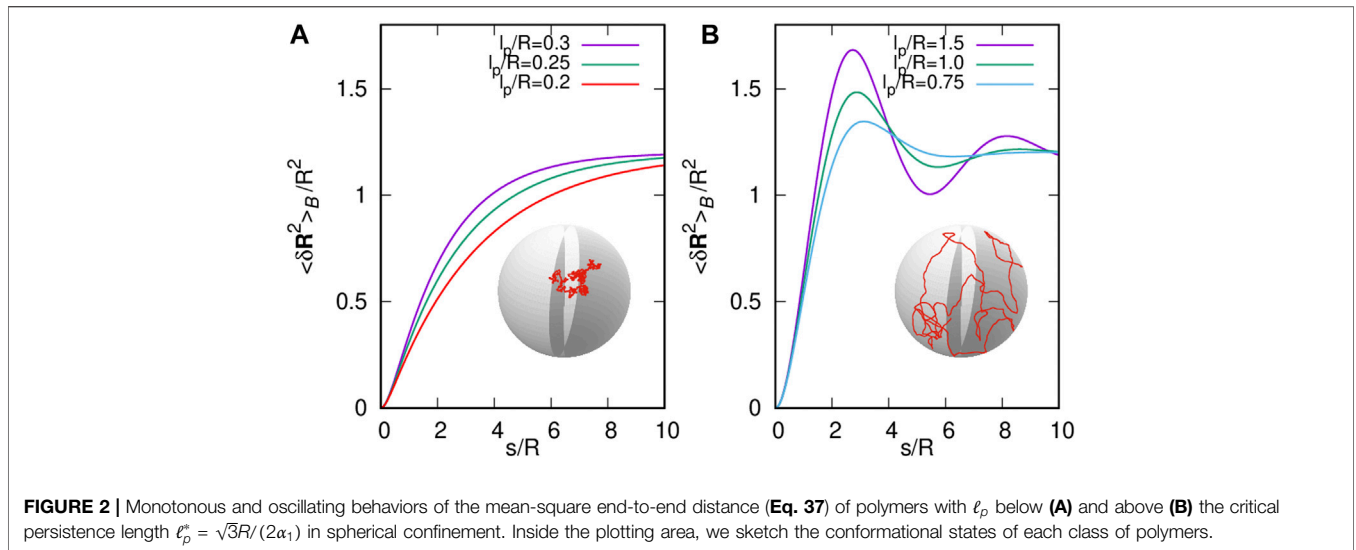 A
l_p/R=0.3
l_p/R=0.25
l_p/R=0.2
<δR²>_B/R²
1.5
1
0.5
0
0 2 4 6 8 10
s/R
B
l_p/R=1.5
l_p/R=1.0
l_p/R=0.75
<δR²>_B/R²
1.5
1
0.5
0
0 2 4 6 8 10
s/R
FIGURE 2 | Monotonous and oscillating behaviors of the mean-square end-to-end distance (Eq. 37) of polymers with ℓ_p below (A) and above (B) the critical
persistence length ℓ*_p = √3R/(2α₁) in spherical confinement. Inside the plotting area, we sketch the conformational states of each class of polymers.